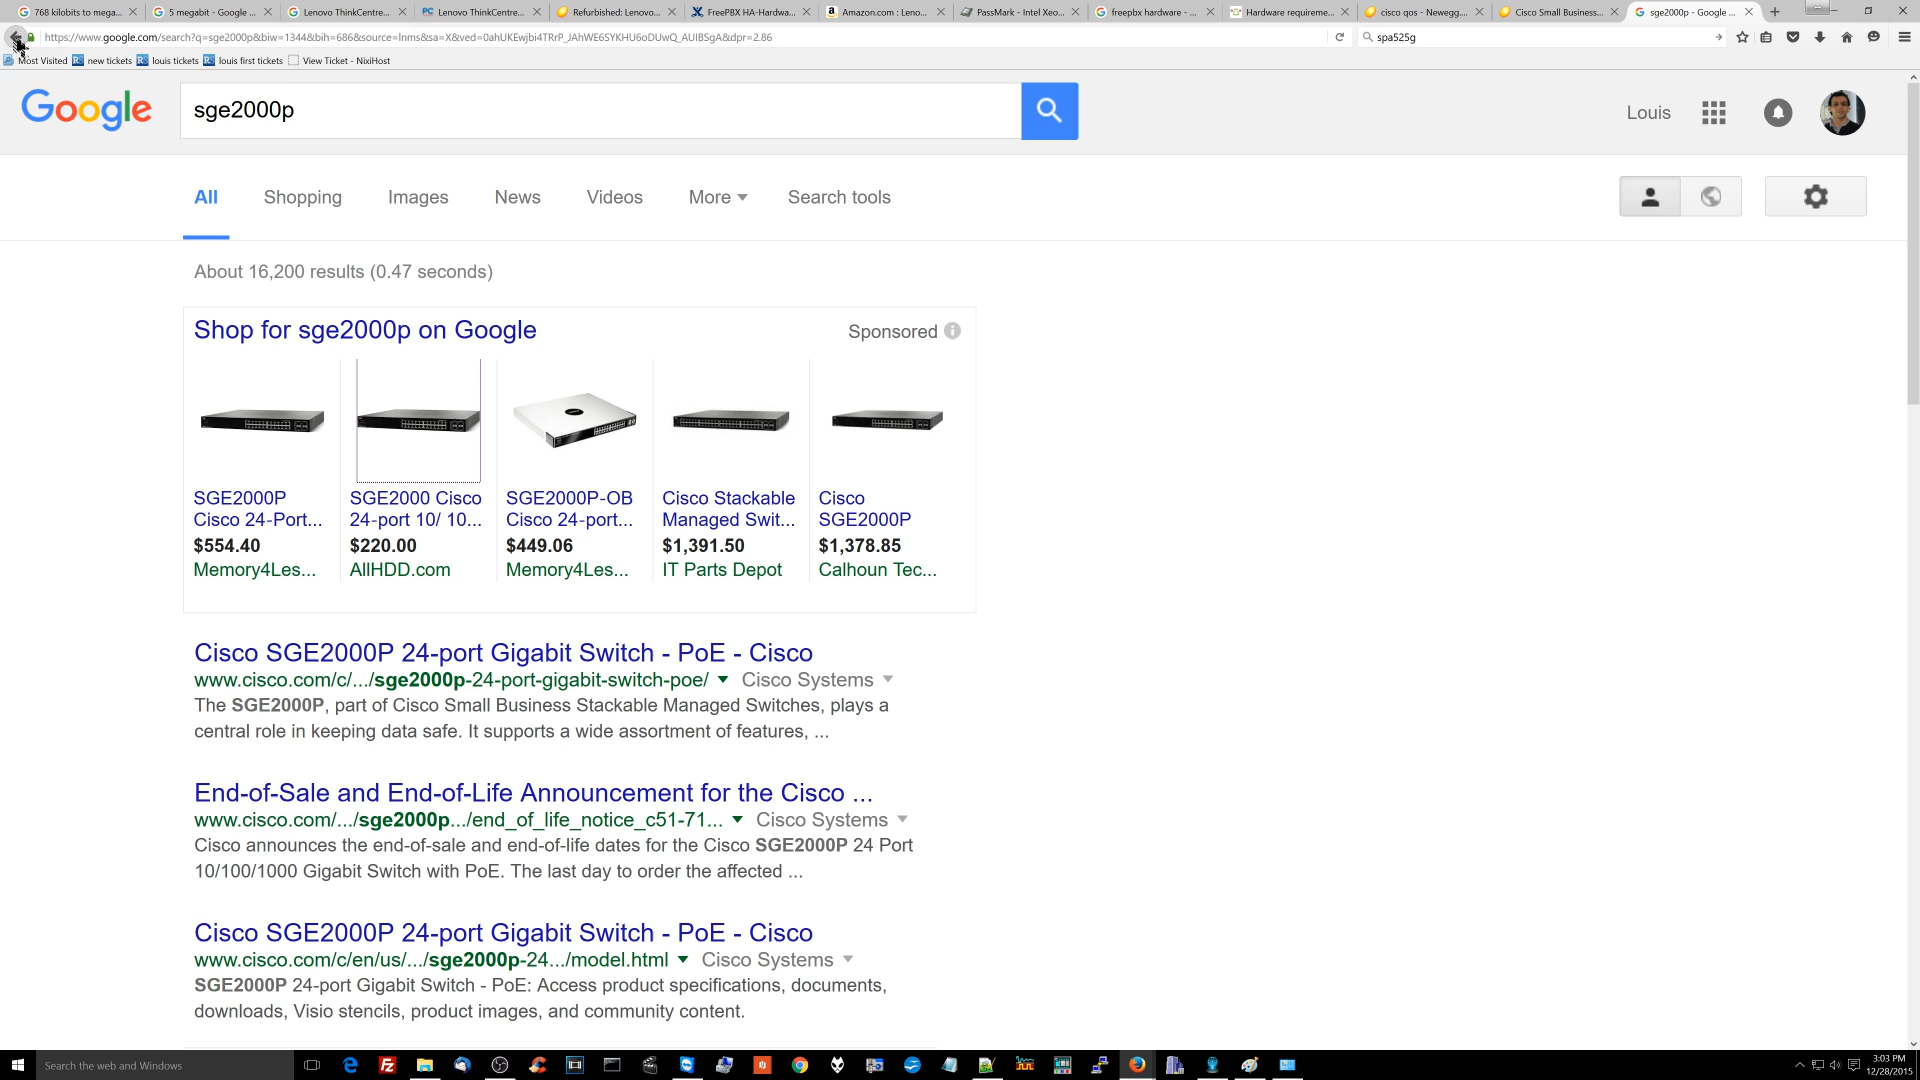 768 kilobits to mega...
5 megabit - Google ...
Lenovo ThinkCentre...
Lenovo ThinkCentre...
Refurbished: Lenovo...
FreePBX HA-Hardwa...
Amazon.com : Leno...
PassMark - Intel Xeo...
freepbx hardware - ...
Hardware requireme...
cisco qos - Newegg....
Cisco Small Business...
sge2000p - Google ...
https://www.google.com/search?q=sge2000p&biw=1344&bih=686&source=lnms&sa=X&ved=0ahUKEwjbi4TRrP_JAhWE6SYKHU6oDUwQ_AUIBSgA&dpr=2.86
spa525g
Most Visited
new tickets
louis tickets
louis first tickets
View Ticket - NixiHost
Google
sge2000p
Louis
All
Shopping
Images
News
Videos
More
Search tools
About 16,200 results (0.47 seconds)
Shop for sge2000p on Google
Sponsored
SGE2000P
Cisco 24-Port...
$554.40
Memory4Les...
SGE2000 Cisco
24-port 10/ 10...
$220.00
AllHDD.com
SGE2000P-OB
Cisco 24-port...
$449.06
Memory4Les...
Cisco Stackable
Managed Swit...
$1,391.50
IT Parts Depot
Cisco
SGE2000P
$1,378.85
Calhoun Tec...
Cisco SGE2000P 24-port Gigabit Switch - PoE - Cisco
www.cisco.com/c/.../sge2000p-24-port-gigabit-switch-poe/ Cisco Systems
The SGE2000P, part of Cisco Small Business Stackable Managed Switches, plays a
central role in keeping data safe. It supports a wide assortment of features, ...
End-of-Sale and End-of-Life Announcement for the Cisco ...
www.cisco.com/.../sge2000p.../end_of_life_notice_c51-71... Cisco Systems
Cisco announces the end-of-sale and end-of-life dates for the Cisco SGE2000P 24 Port
10/100/1000 Gigabit Switch with PoE. The last day to order the affected ...
Cisco SGE2000P 24-port Gigabit Switch - PoE - Cisco
www.cisco.com/c/en/us/.../sge2000p-24.../model.html Cisco Systems
SGE2000P 24-port Gigabit Switch - PoE: Access product specifications, documents,
downloads, Visio stencils, product images, and community content.
Search the web and Windows
3:03 PM
12/28/2015